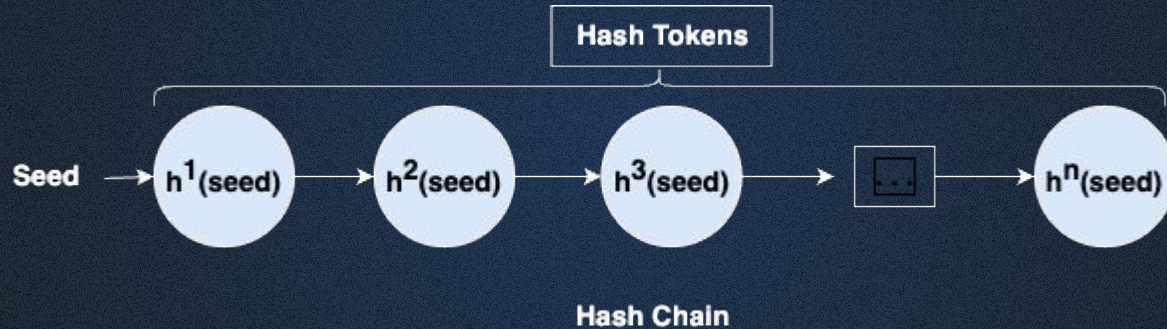 Hash Tokens
Seed
h¹(seed)
h²(seed)
h³(seed)
...
hⁿ(seed)
Hash Chain